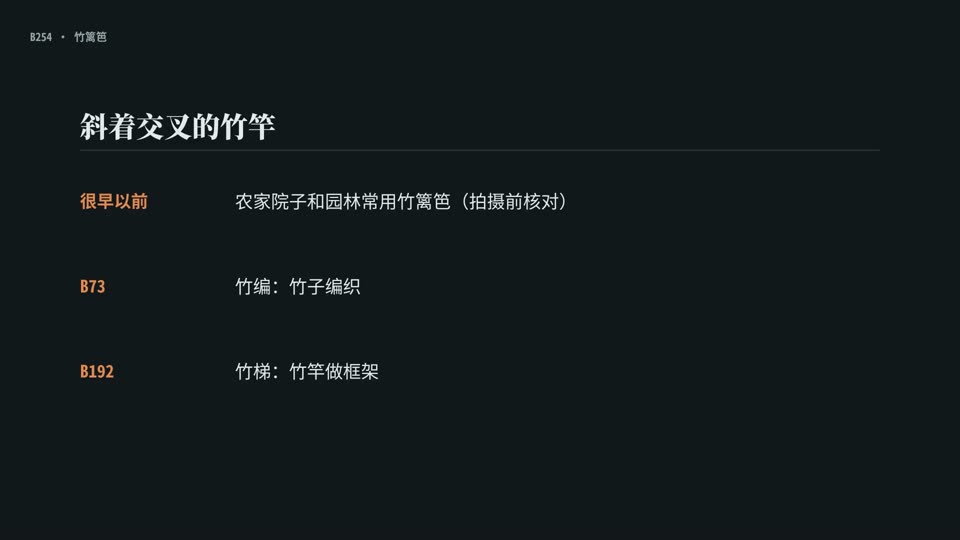 B254 • 竹篱笆
斜着交叉的竹竿
很早以前 农家院子和园林常用竹篱笆（拍摄前核对）
B73 竹编：竹子编织
B192 竹梯：竹竿做框架